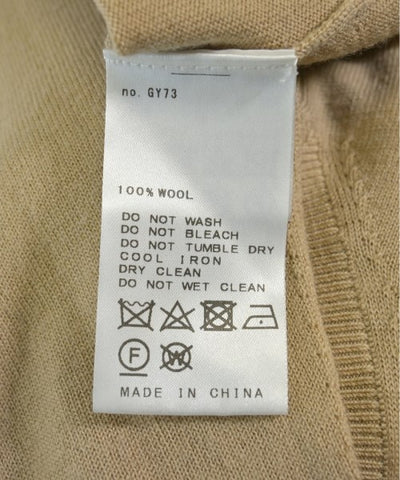 no. GY73
100% WOOL
DO NOT WASH
DO NOT BLEACH
DO NOT TUMBLE DRY
COOL IRON
DRY CLEAN
DO NOT WET CLEAN
F W
MADE IN CHINA